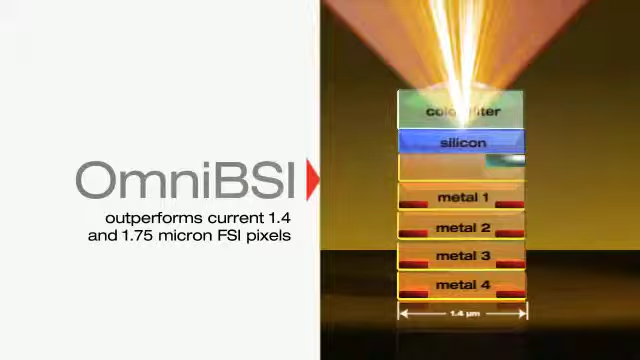 OmniBSI
outperforms current 1.4
and 1.75 micron FSI pixels
color filter
silicon
metal 1
metal 2
metal 3
metal 4
1.4 µm